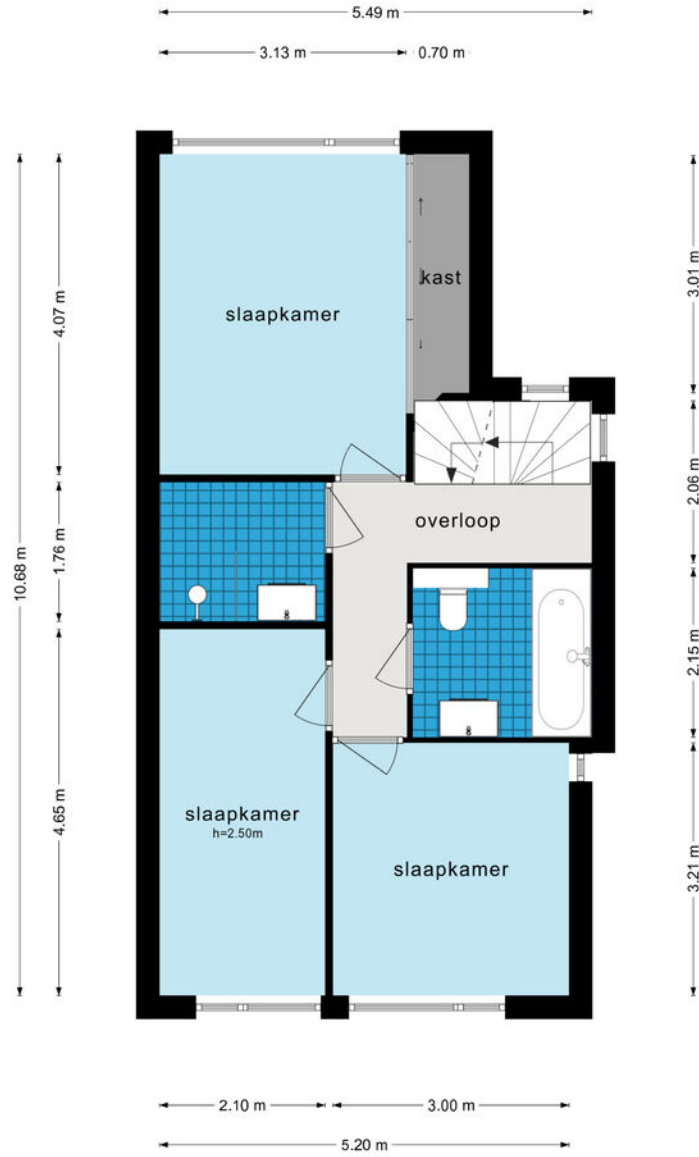 5.49 m
3.13 m
0.70 m
4.07 m
3.01 m
kast
slaapkamer
2.06 m
overloop
1.76 m
10.68 m
2.15 m
4.65 m
slaapkamer
h=2.50m
slaapkamer
3.21 m
2.10 m
3.00 m
5.20 m